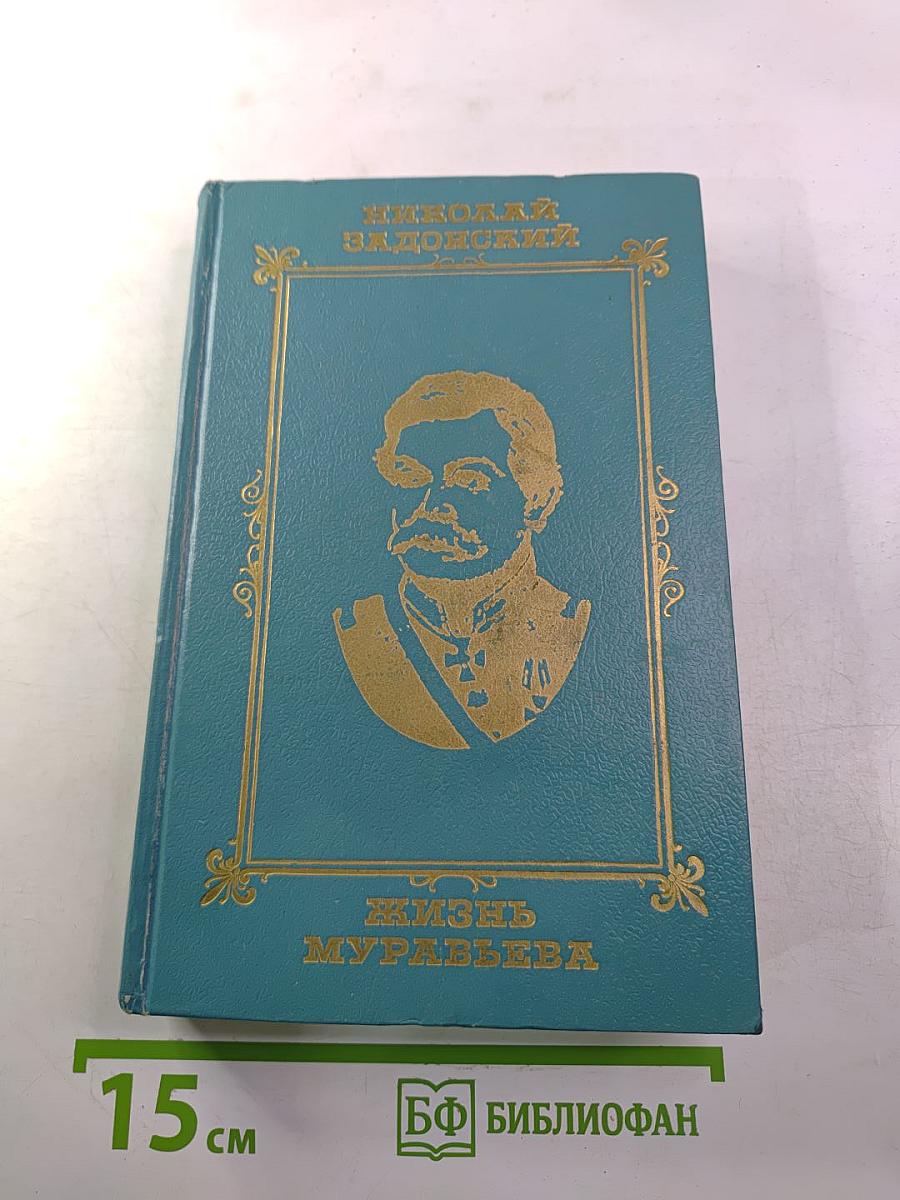 НИКОЛАЙ
ЗАДОНСКИЙ
ЖИЗНЬ
МУРАВЬЕВА
15 см
БФ БИБЛИОФАН